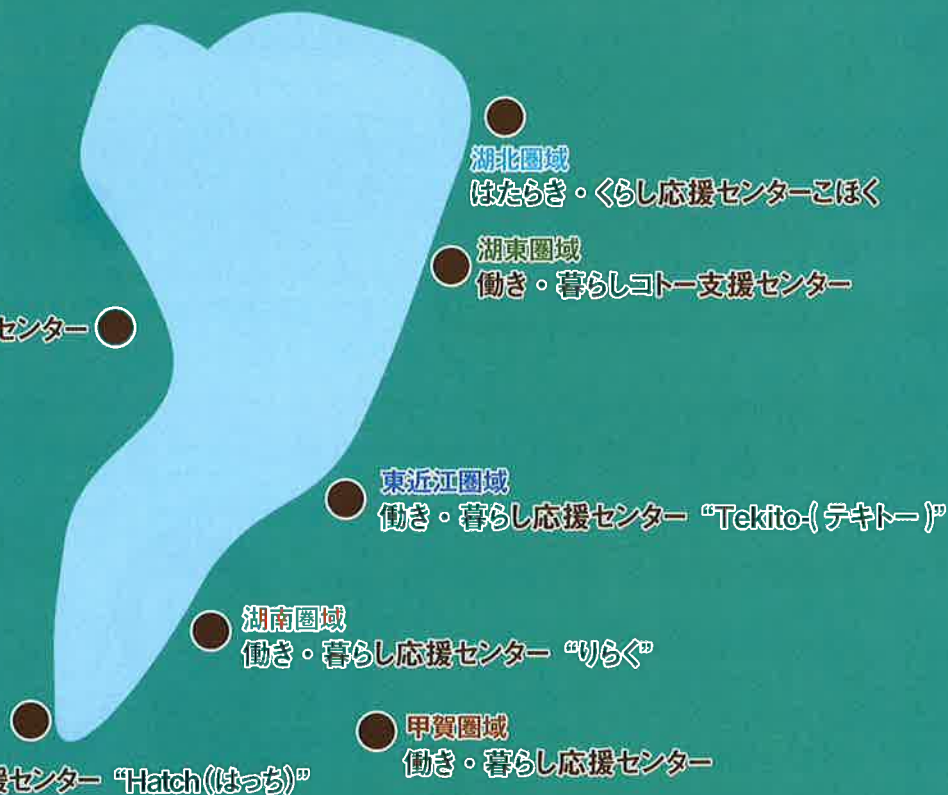 湖北圏域
はたらき・くらし応援センターこほく
湖東圏域
働き・暮らしコトー支援センター
センター
東近江圏域
働き・暮らし応援センター “Tekito-(テキトー)”
湖南圏域
働き・暮らし応援センター “りらく”
甲賀圏域
働き・暮らし応援センター
援センター “Hatch(はっち)”